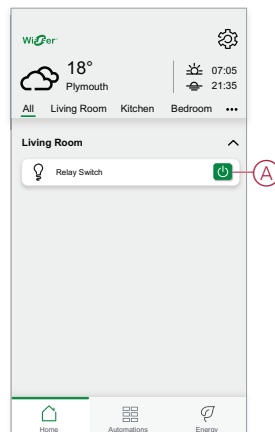 Wiser
18°
Plymouth
07:05
21:35
All Living Room Kitchen Bedroom •••
Living Room
Relay Switch
A
Home Automations Energy